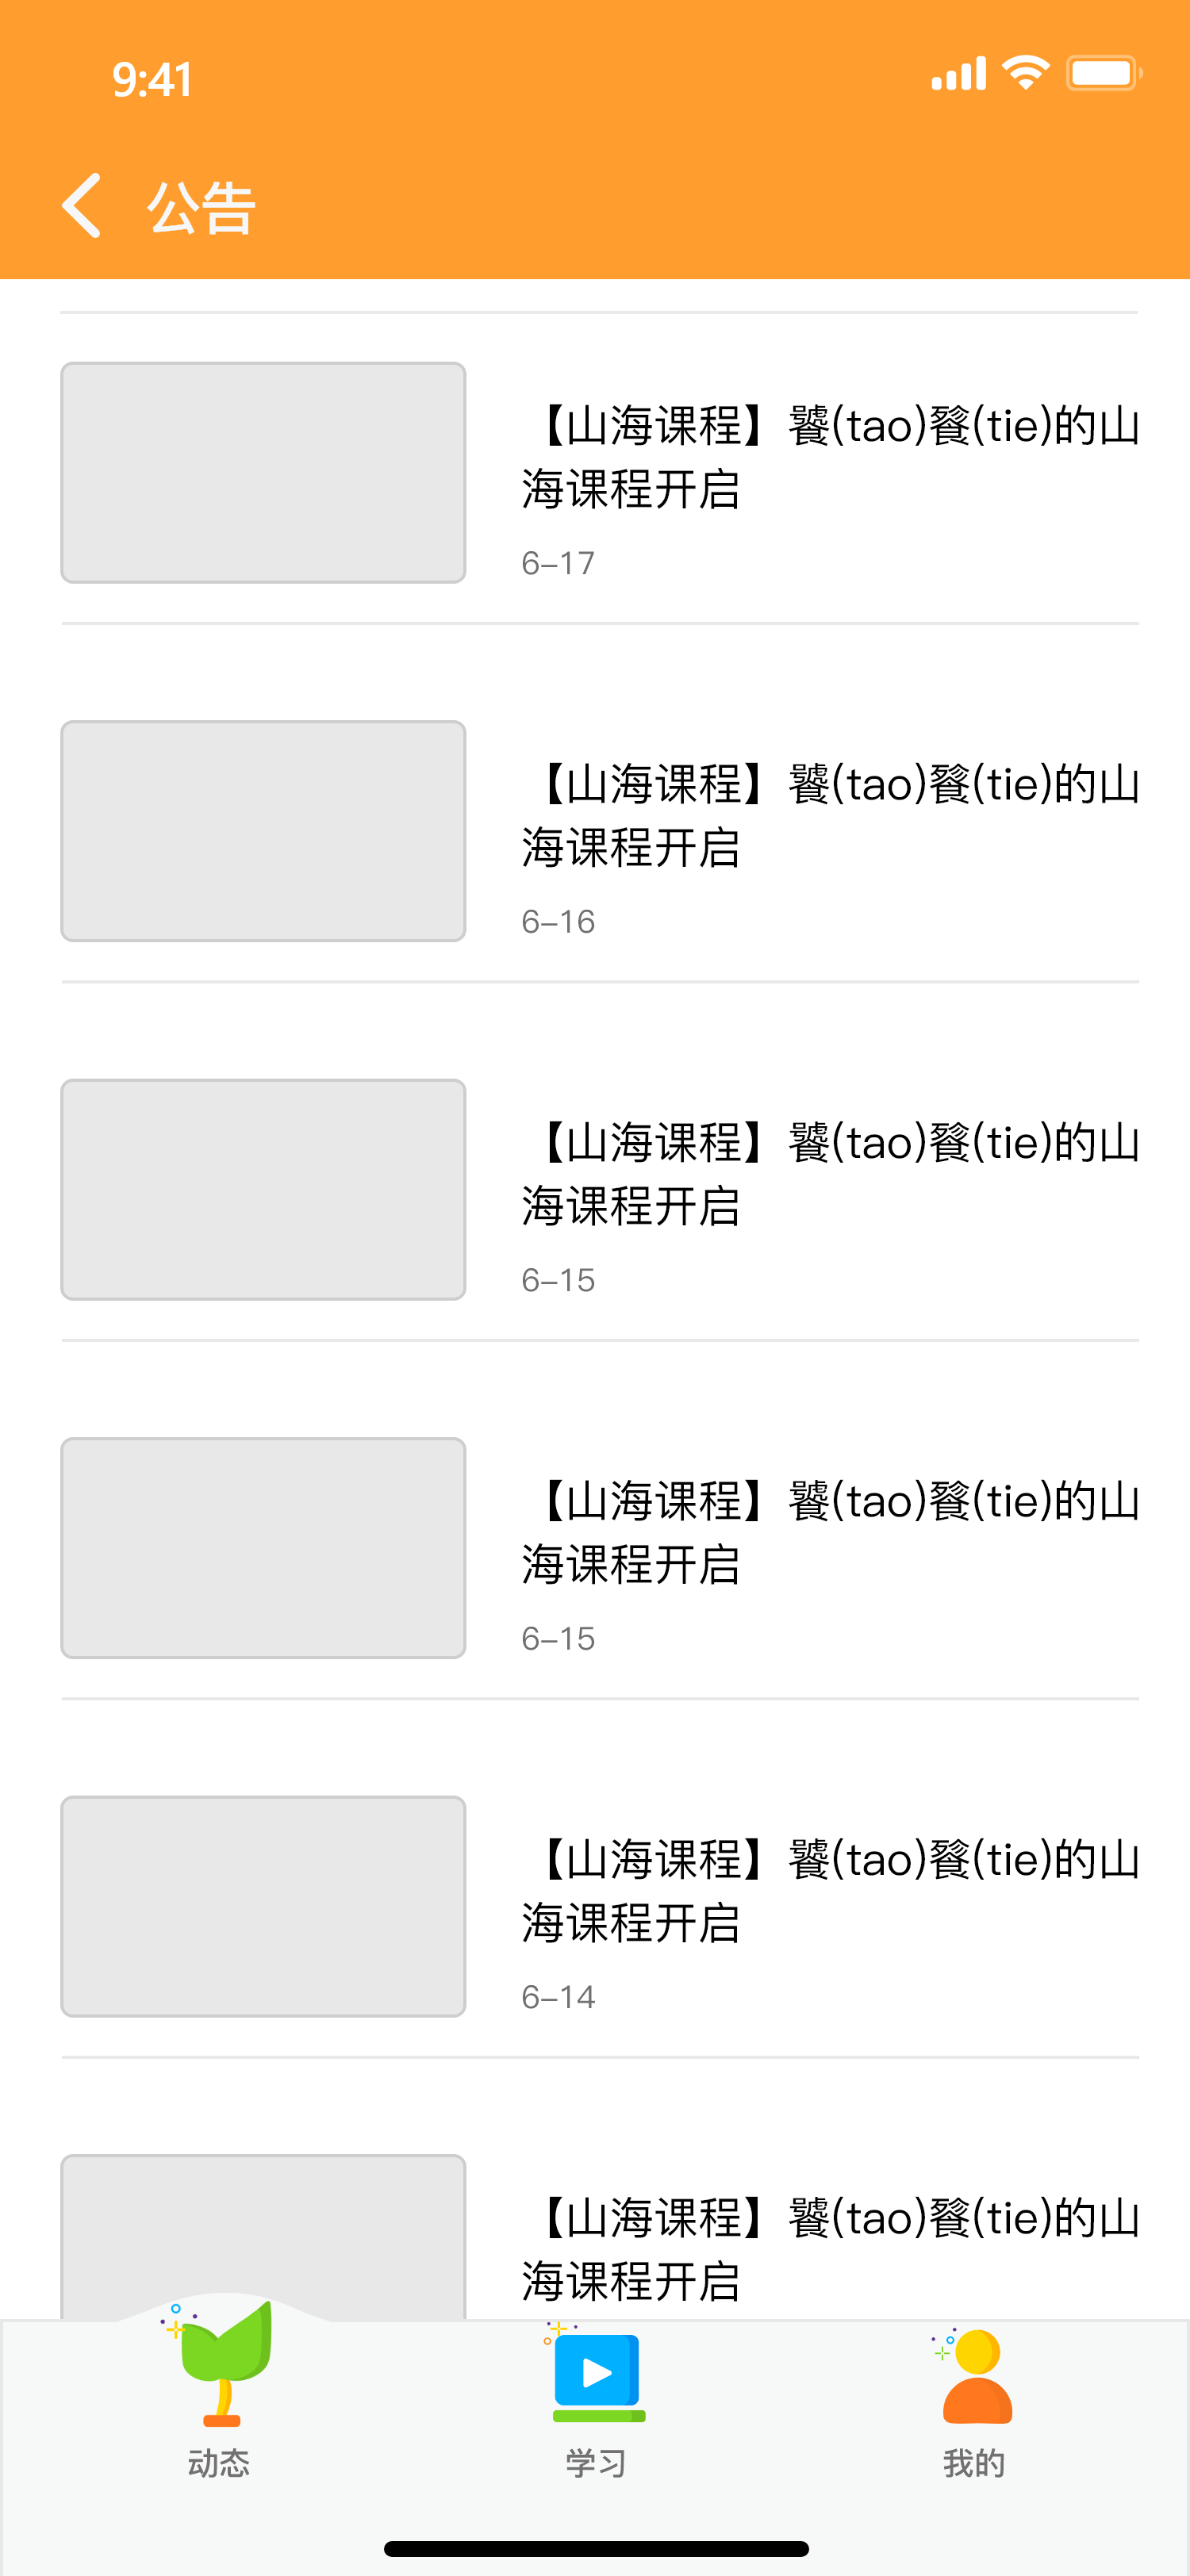 9:41
公告
【山海课程】饕(tao)餮(tie)的山
海课程开启
6-17
【山海课程】饕(tao)餮(tie)的山
海课程开启
6-16
【山海课程】饕(tao)餮(tie)的山
海课程开启
6-15
【山海课程】饕(tao)餮(tie)的山
海课程开启
6-15
【山海课程】饕(tao)餮(tie)的山
海课程开启
6-14
【山海课程】饕(tao)餮(tie)的山
海课程开启
动态
学习
我的